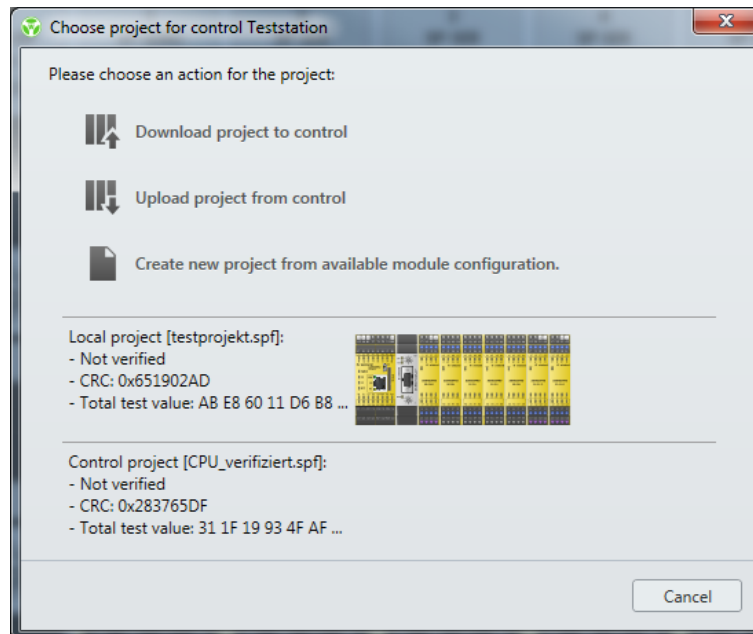 Choose project for control Teststation
Please choose an action for the project:
Download project to control
Upload project from control
Create new project from available module configuration.
Local project [testprojekt.spf]:
- Not verified
- CRC: 0x651902AD
- Total test value: AB E8 60 11 D6 B8 ...
Control project [CPU_verifiziert.spf]:
- Not verified
- CRC: 0x283765DF
- Total test value: 31 1F 19 93 4F AF ...
Cancel